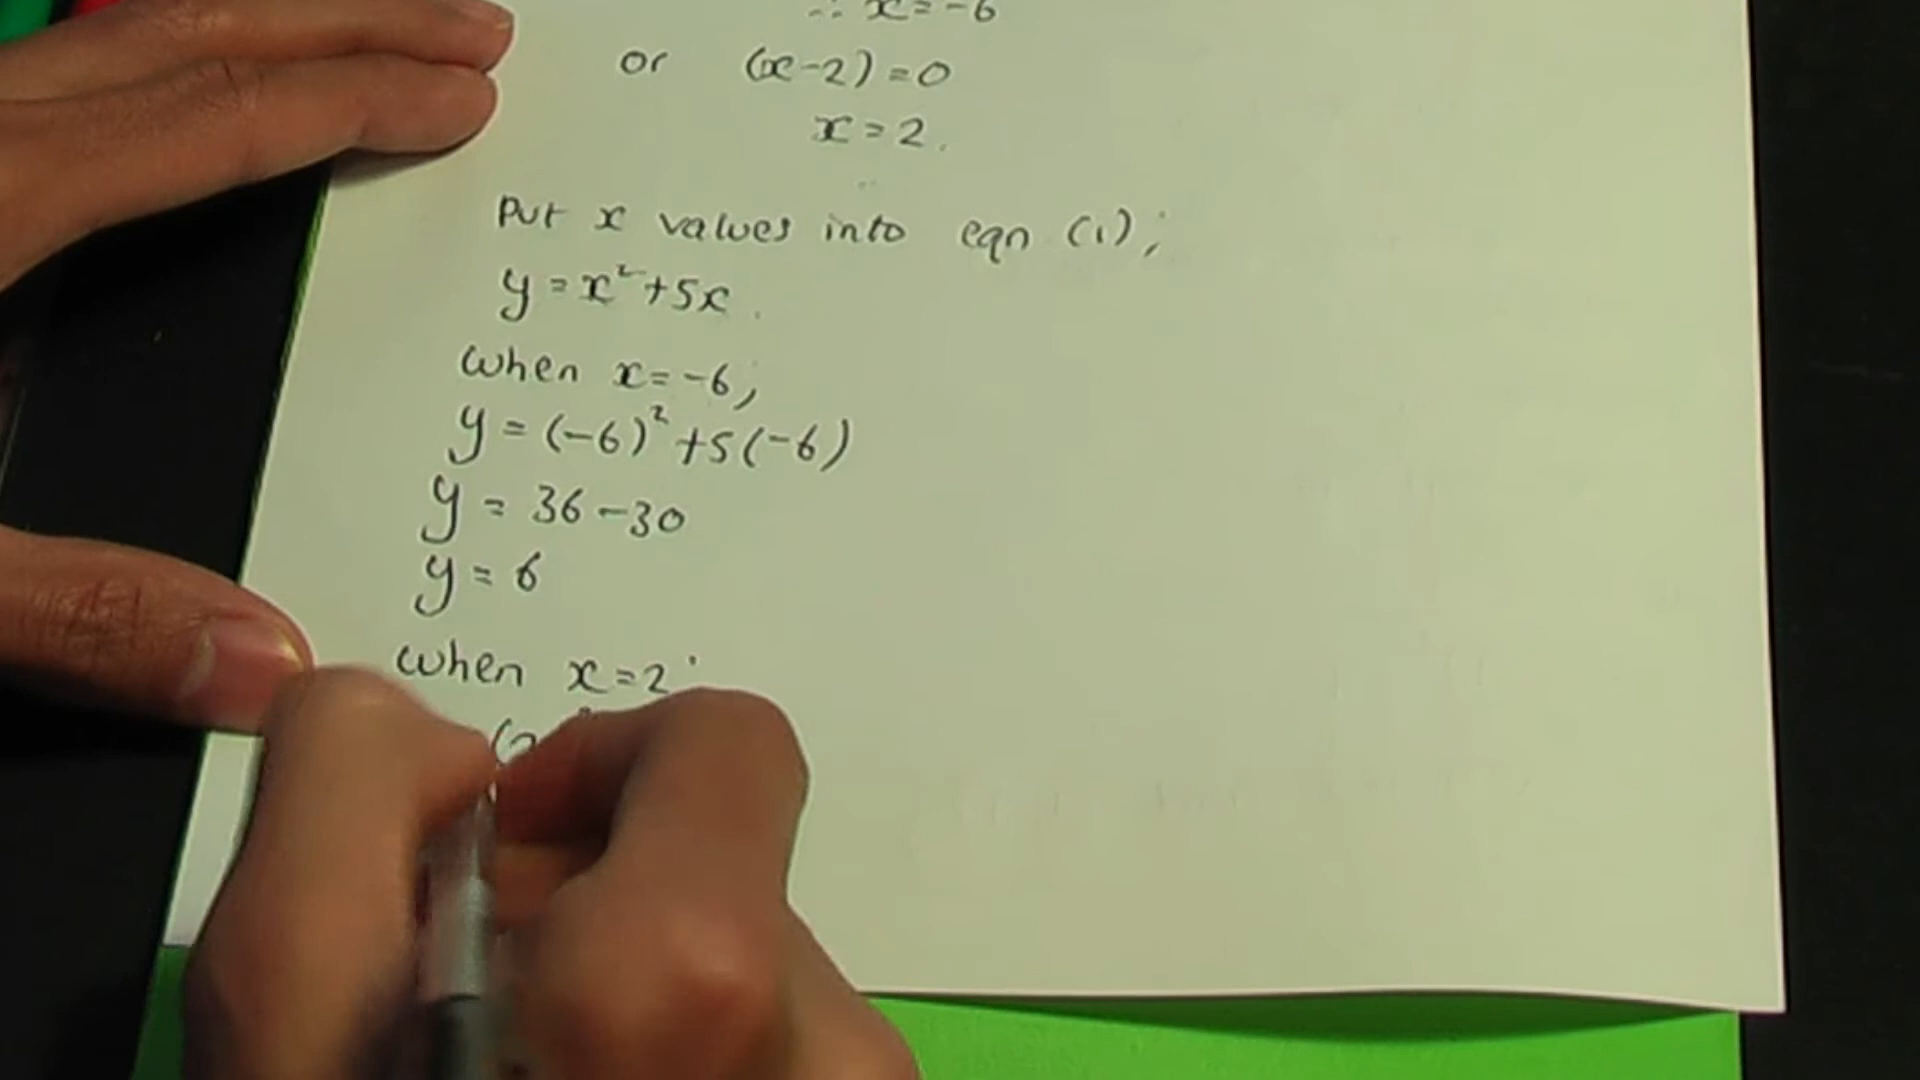 ∴ x = -6
or (x-2) = 0
x = 2.
Put x values into eqn (1);
y = x² + 5x.
when x = -6,
y = (-6)² + 5(-6)
y = 36 - 30
y = 6
when x = 2
(2